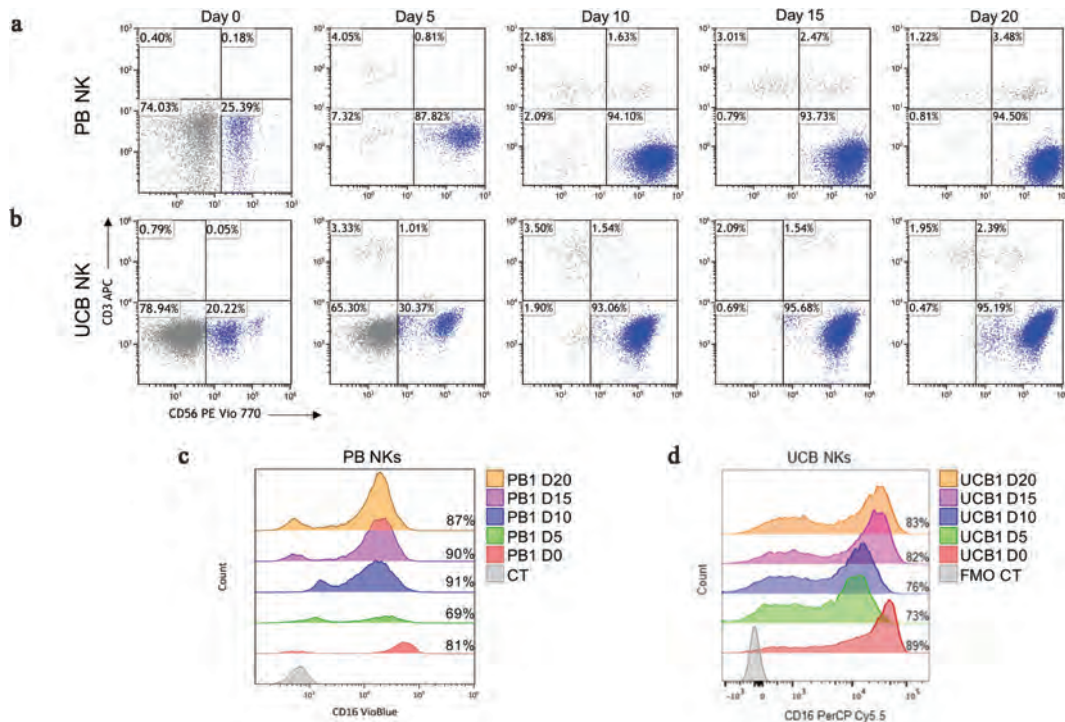 a
Day 0 Day 5 Day 10 Day 15 Day 20
PB NK
0.40% 0.18% 4.05% 0.81% 2.18% 1.63% 3.01% 2.47% 1.22% 3.48%
74.03% 25.39% 7.32% 87.82% 2.09% 94.10% 0.79% 93.73% 0.81% 94.50%
b
UCB NK
CD3 APC
0.79% 0.05% 3.33% 1.01% 3.50% 1.54% 2.09% 1.54% 1.95% 2.39%
78.94% 20.22% 65.30% 30.37% 1.90% 93.06% 0.69% 95.68% 0.47% 95.19%
CD56 PE Vio 770
c
PB NKs
Count
87%
90%
91%
69%
81%
CD16 VioBlue
PB1 D20
PB1 D15
PB1 D10
PB1 D5
PB1 D0
CT
d
UCB NKs
Count
83%
82%
76%
73%
89%
-10³ 0 10³ 10⁴ 10⁵
CD16 PerCP Cy5.5
UCB1 D20
UCB1 D15
UCB1 D10
UCB1 D5
UCB1 D0
FMO CT